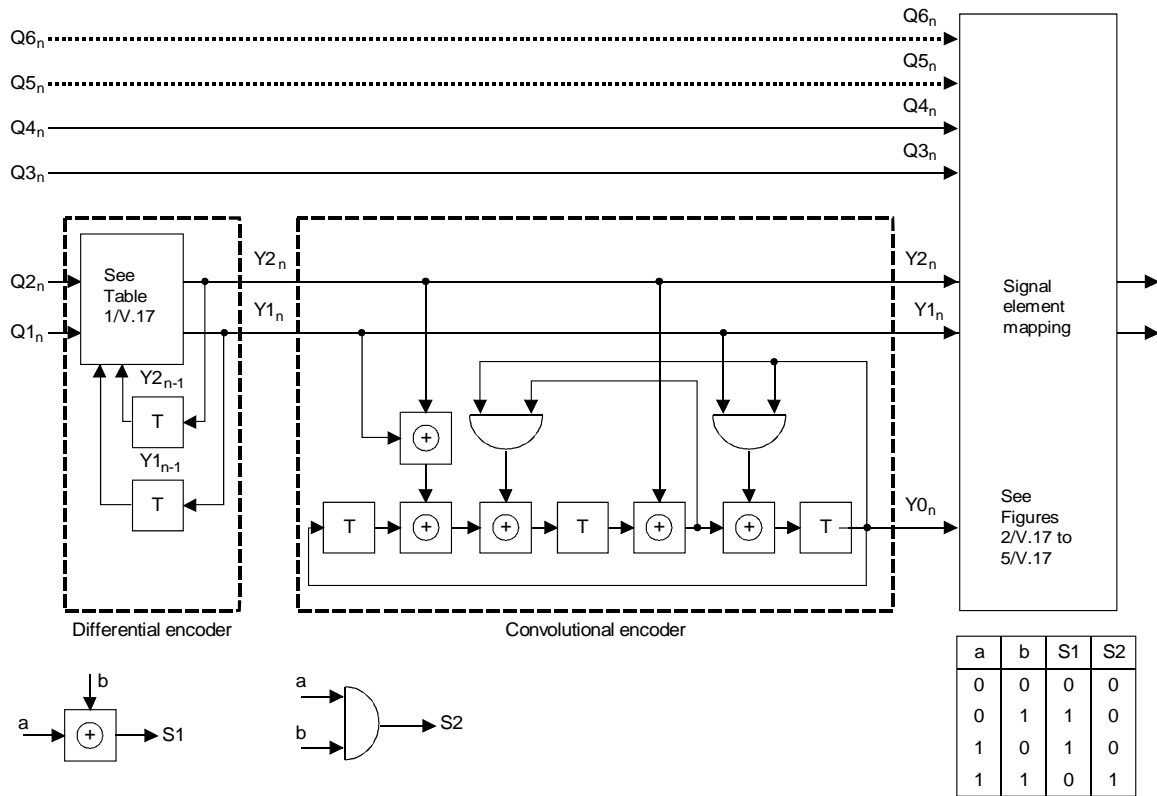 Q6n
Q6n
Q5n
Q5n
Q4n
Q4n
Q3n
Q3n
Q2n
Q1n
See
Table
1/V.17
Y2n
Y1n
Y2n
Y1n
Signal
element
mapping
Y2n-1
T
Y1n-1
T
+
T
+
+
T
+
+
T
Y0n
See
Figures
2/V.17 to
5/V.17
Differential encoder
Convolutional encoder
a
b
+
S1
a
b
S2
a b S1 S2
0 0 0 0
0 1 1 0
1 0 1 0
1 1 0 1